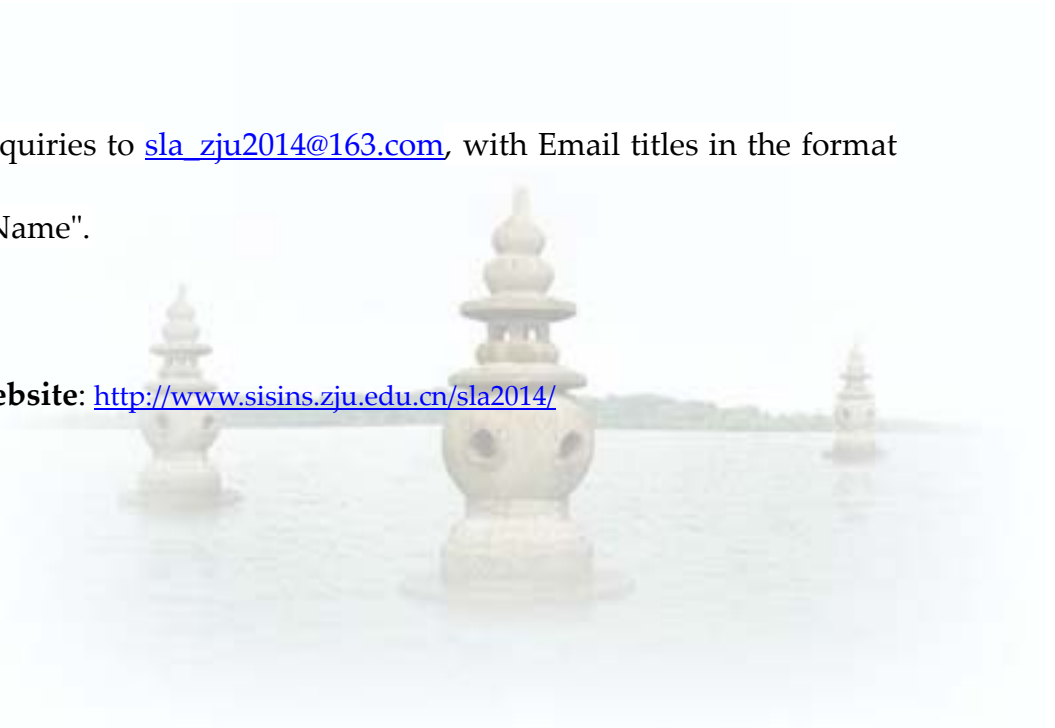 quiries to sla_zju2014@163.com, with Email titles in the format
Name".
ebsite: http://www.sisins.zju.edu.cn/sla2014/